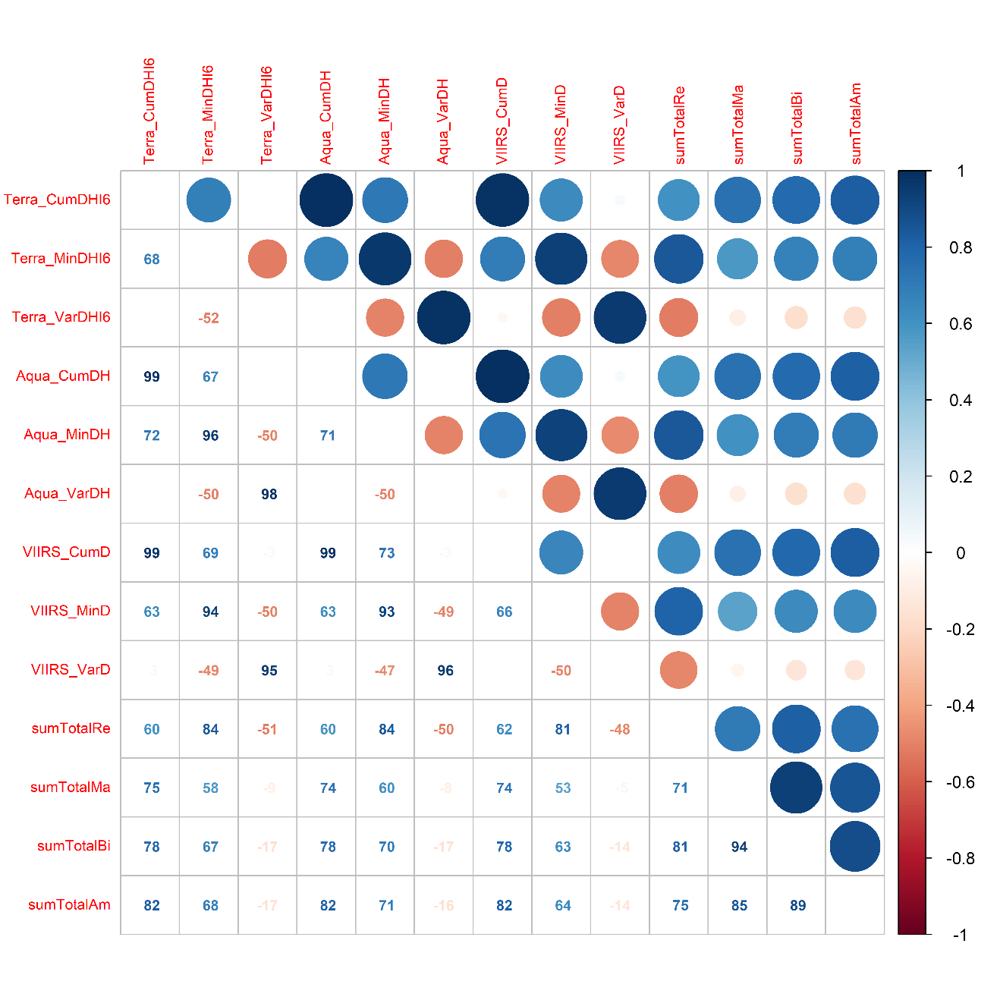 Terra_CumDHI6 Terra_MinDHI6 Terra_VarDHI6 Aqua_CumDH Aqua_MinDH Aqua_VarDH VIIRS_CumD VIIRS_MinD VIIRS_VarD sumTotalRe sumTotalMa sumTotalBi sumTotalAm
Terra_CumDHI6 1
Terra_MinDHI6 68 0.8
Terra_VarDHI6 -52 0.6
Aqua_CumDH 99 67 0.4
Aqua_MinDH 72 96 -50 71
Aqua_VarDH -50 98 -50 0.2
VIIRS_CumD 99 69 -3 99 73 -3 0
VIIRS_MinD 63 94 -50 63 93 -49 66 -0.2
VIIRS_VarD 3 -49 95 3 -47 96 -50
sumTotalRe 60 84 -51 60 84 -50 62 81 -48 -0.4
sumTotalMa 75 58 -9 74 60 -8 74 53 -5 71 -0.6
sumTotalBi 78 67 -17 78 70 -17 78 63 -14 81 94 -0.8
sumTotalAm 82 68 -17 82 71 -16 82 64 -14 75 85 89
-1